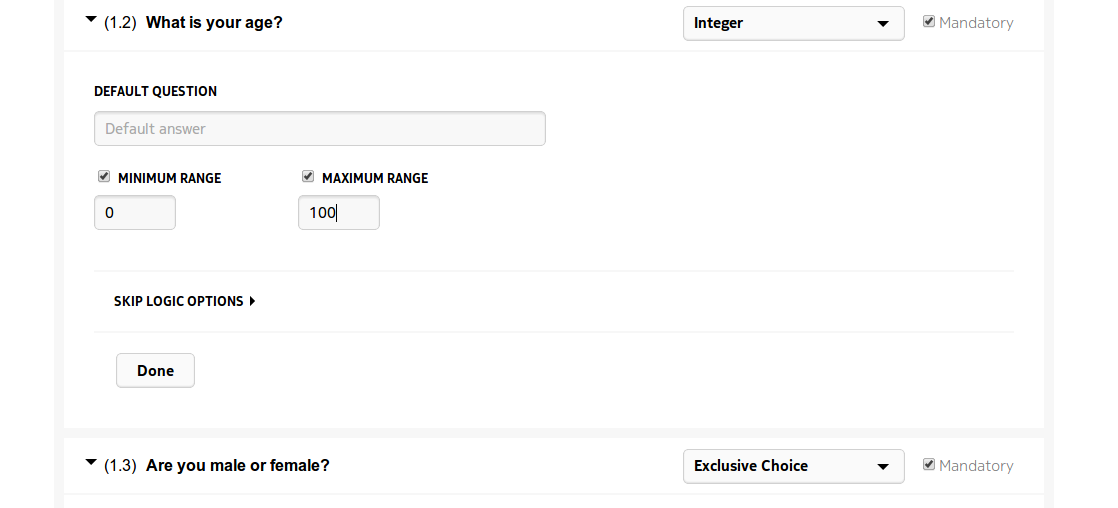 (1.2) What is your age? Integer Mandatory
DEFAULT QUESTION
Default answer
MINIMUM RANGE MAXIMUM RANGE
0 100
SKIP LOGIC OPTIONS
Done
(1.3) Are you male or female? Exclusive Choice Mandatory